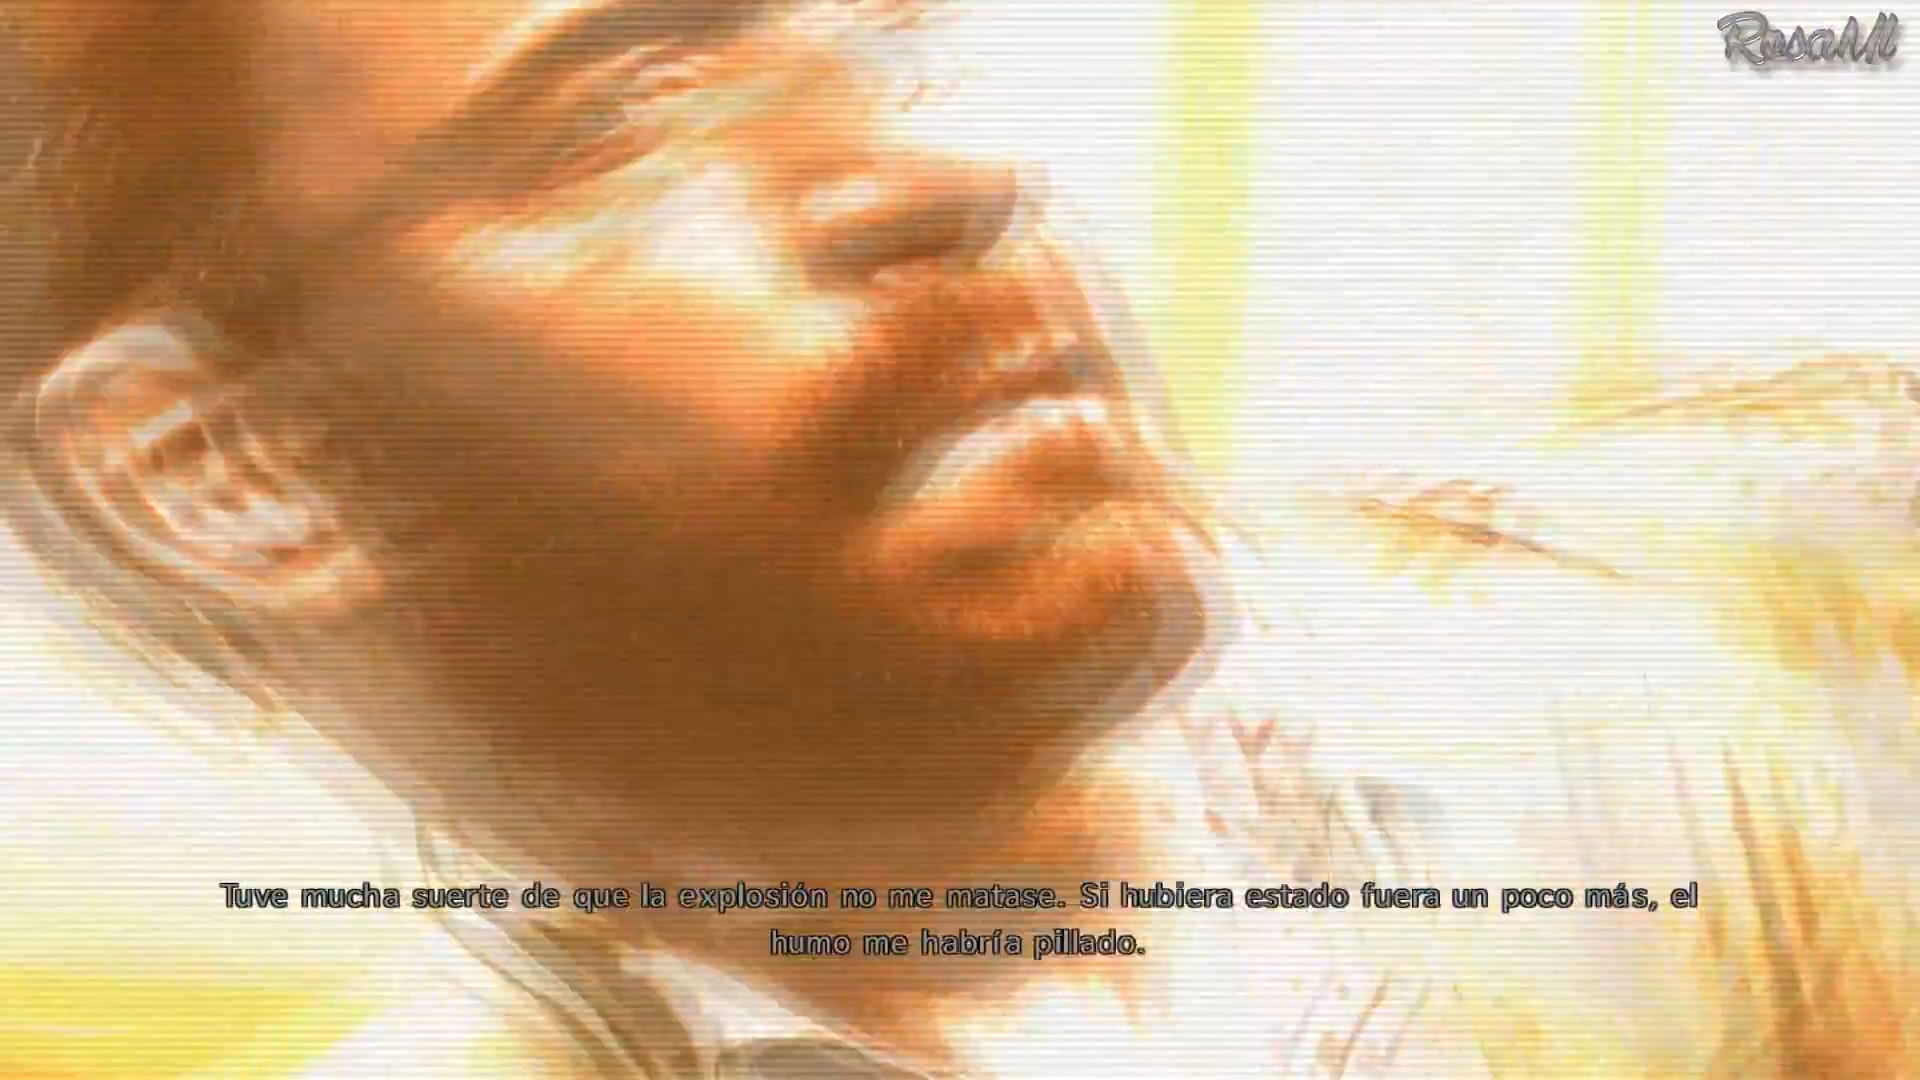 RosaMl
Tuve mucha suerte de que la explosión no me matase. Si hubiera estado fuera un poco más, el
humo me habría pillado.